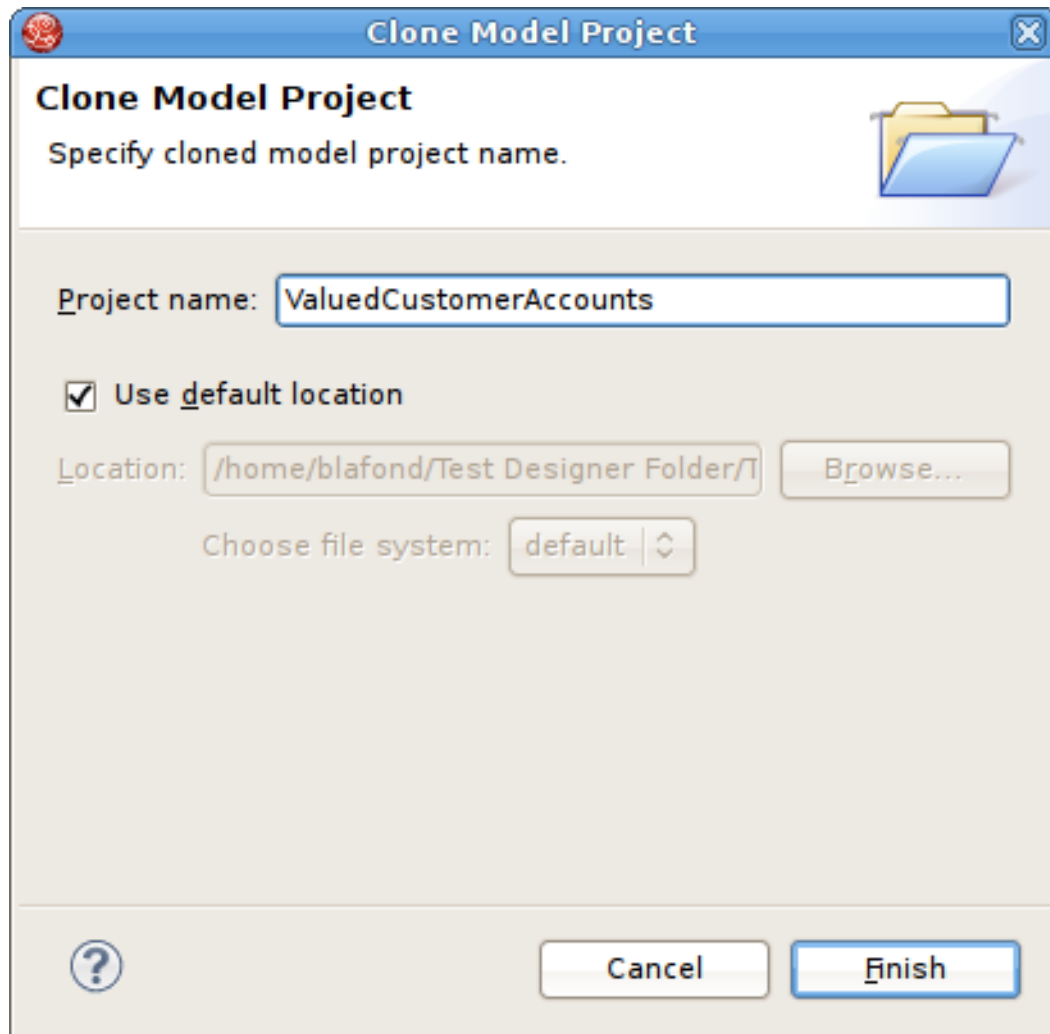 Clone Model Project
Clone Model Project
Specify cloned model project name.
Project name: ValuedCustomerAccounts
Use default location
Location: /home/blafond/Test Designer Folder/T Browse...
Choose file system: default
?
Cancel Finish